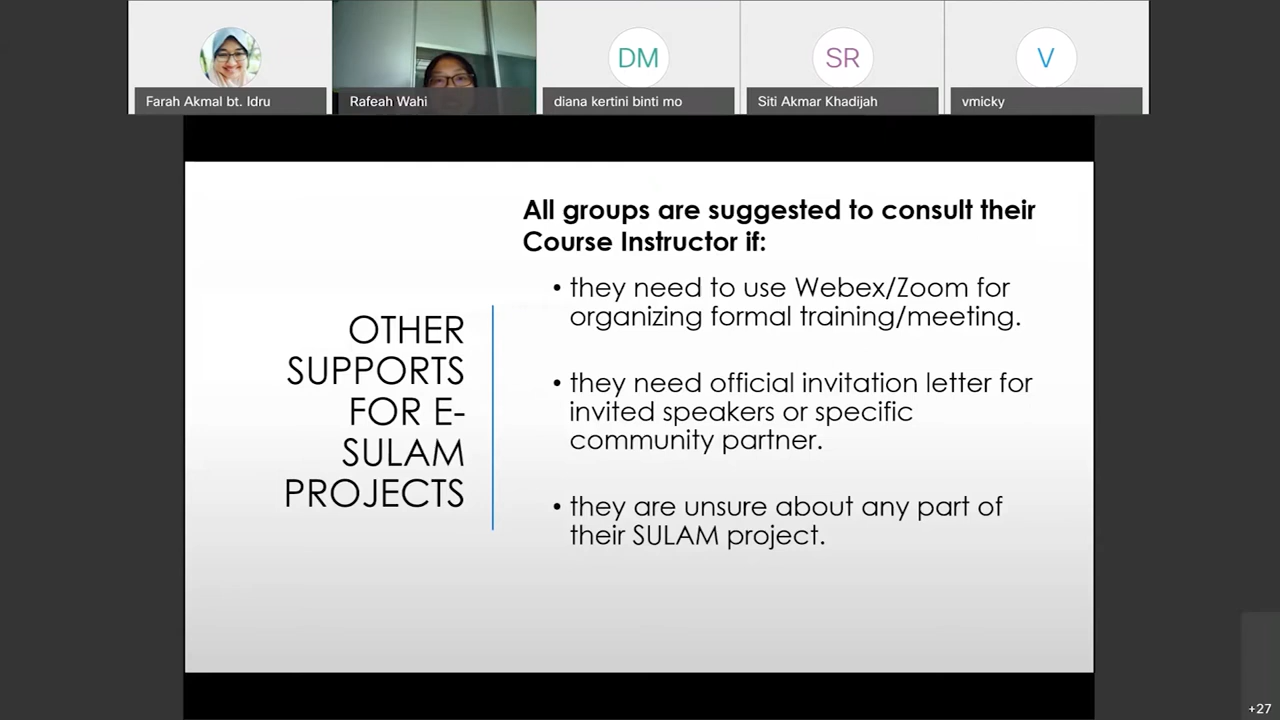 DM
SR
V
Farah Akmal bt. Idru
Rafeah Wahi
diana kertini binti mo
Siti Akmar Khadijah
vmicky
All groups are suggested to consult their
Course Instructor if:
• they need to use Webex/Zoom for
organizing formal training/meeting.
• they need official invitation letter for
invited speakers or specific
community partner.
• they are unsure about any part of
their SULAM project.
OTHER
SUPPORTS
FOR E-
SULAM
PROJECTS
+27